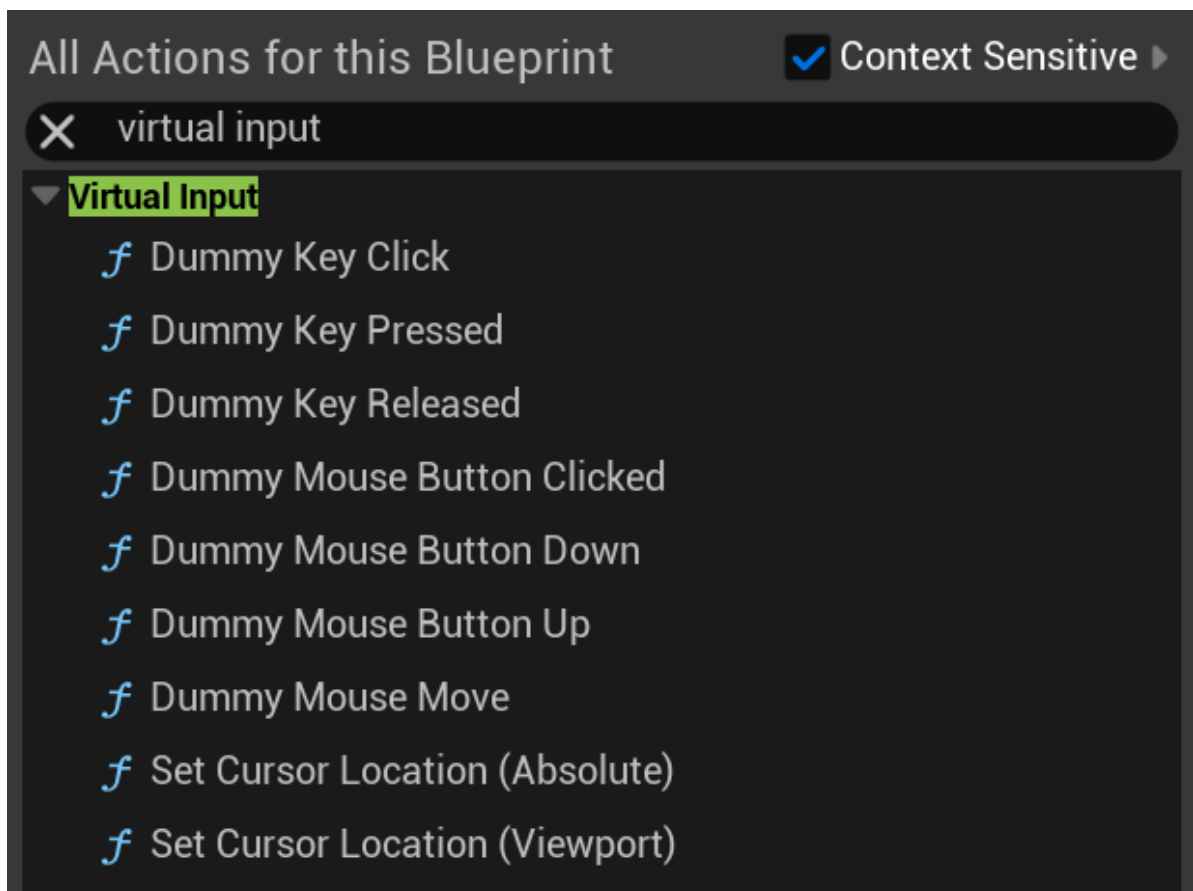 All Actions for this Blueprint Context Sensitive
virtual input
Virtual Input
Dummy Key Click
Dummy Key Pressed
Dummy Key Released
Dummy Mouse Button Clicked
Dummy Mouse Button Down
Dummy Mouse Button Up
Dummy Mouse Move
Set Cursor Location (Absolute)
Set Cursor Location (Viewport)